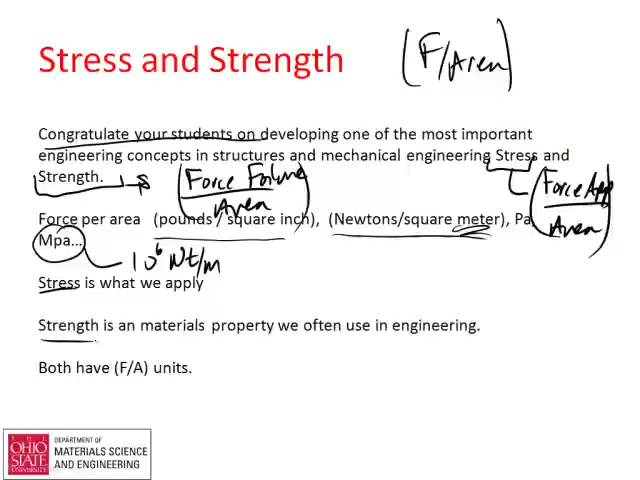 Stress and Strength
(F/Area)
Congratulate your students on developing one of the most important
engineering concepts in structures and mechanical engineering Stress and
Strength.
(Force Failure
Area)
(Force App
Area)
Force per area (pounds / square inch), (Newtons/square meter), Pa
Mpa...
10⁶ Nt/m
Stress is what we apply
Strength is an materials property we often use in engineering.
Both have (F/A) units.
THE
OHIO
STATE
UNIVERSITY
DEPARTMENT OF
MATERIALS SCIENCE
AND ENGINEERING